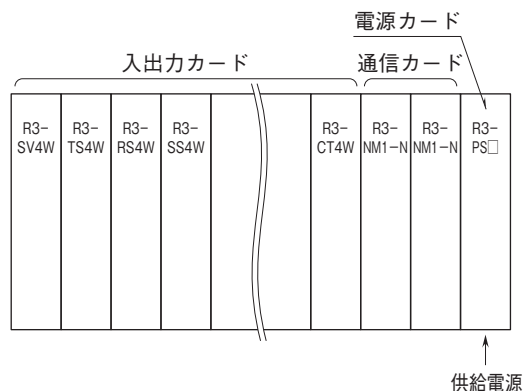 電源カード
入出力カード
通信カード
R3-
SV4W
R3-
TS4W
R3-
RS4W
R3-
SS4W
R3-
CT4W
R3-
NM1-N
R3-
NM1-N
R3-
PS□
供給電源